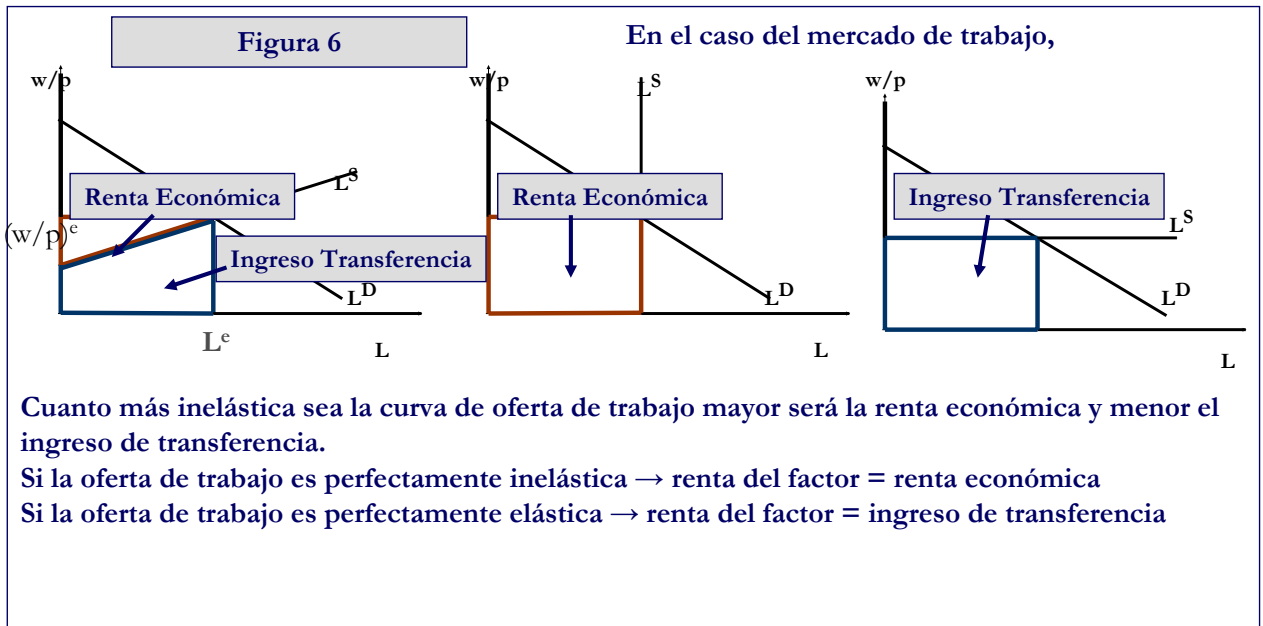 Figura 6
En el caso del mercado de trabajo,
w/p
L^S
Renta Económica
(w/p)^e
Ingreso Transferencia
L^D
L^e
L
w/p
L^S
Renta Económica
L^D
L
w/p
Ingreso Transferencia
L^S
L^D
L
Cuanto más inelástica sea la curva de oferta de trabajo mayor será la renta económica y menor el
ingreso de transferencia.
Si la oferta de trabajo es perfectamente inelástica → renta del factor = renta económica
Si la oferta de trabajo es perfectamente elástica → renta del factor = ingreso de transferencia